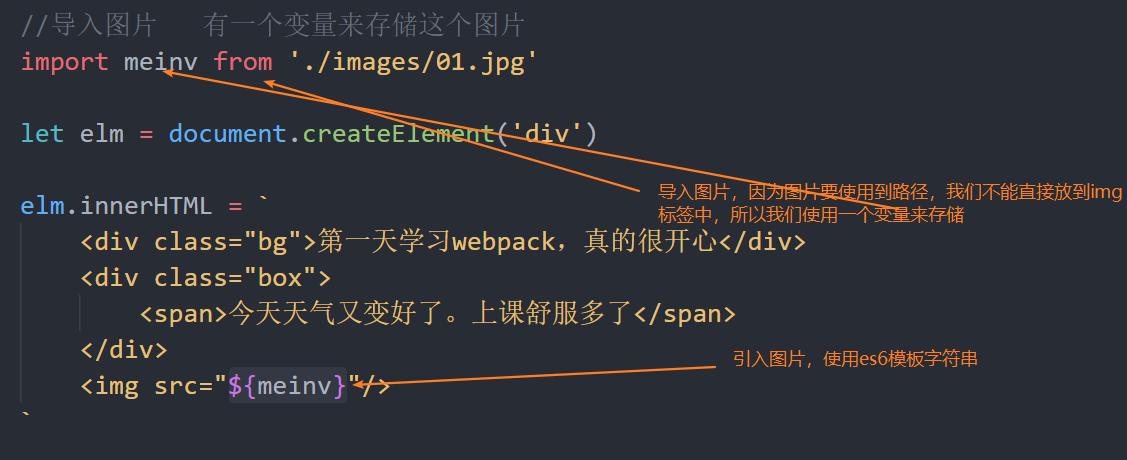 //导入图片   有一个变量来存储这个图片
import meinv from './images/01.jpg'
let elm = document.createElement('div')
导入图片，因为图片要使用到路径，我们不能直接放到img
标签中，所以我们使用一个变量来存储
elm.innerHTML = `
<div class="bg">第一天学习webpack，真的很开心</div>
<div class="box">
<span>今天天气又变好了。上课舒服多了</span>
</div>
引入图片，使用es6模板字符串
<img src="${meinv}"/>
`